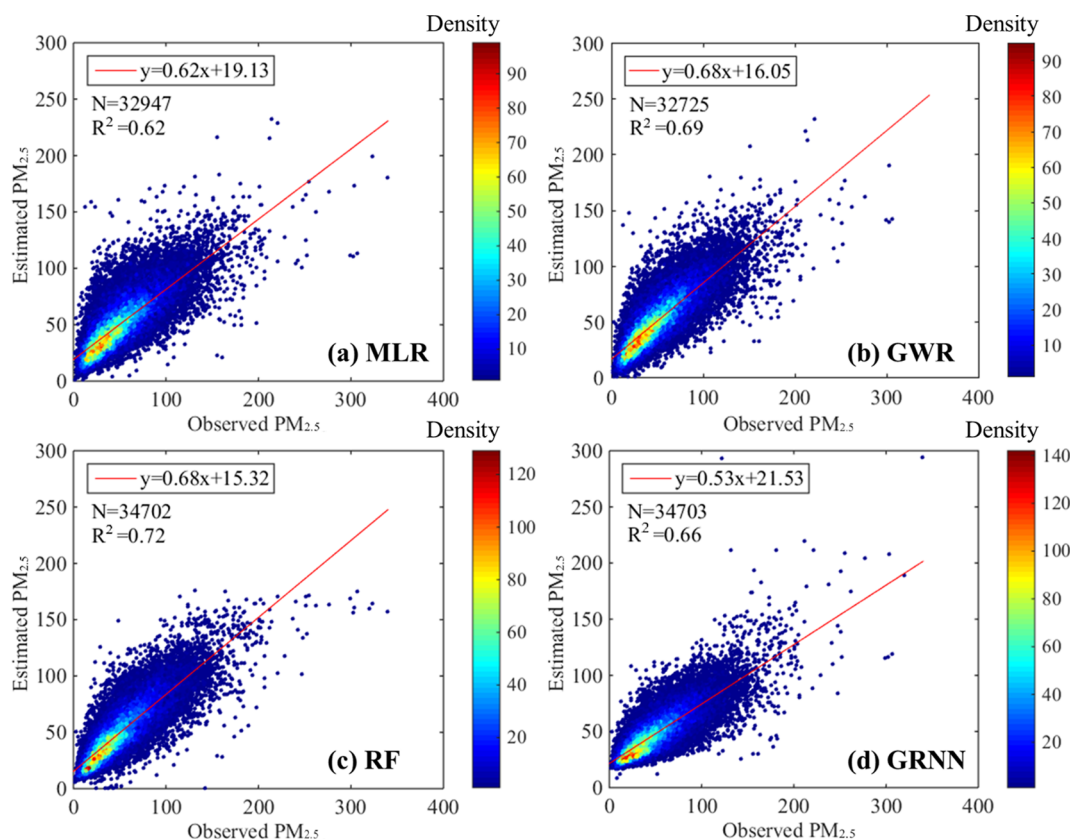 Density
300
250
200
150
100
50
0
Estimated PM2.5
y=0.62x+19.13
N=32947
R2 =0.62
(a) MLR
0 100 200 300 400
Observed PM2.5
90
80
70
60
50
40
30
20
10
Density
300
250
200
150
100
50
0
Estimated PM2.5
y=0.68x+16.05
N=32725
R2 =0.69
(b) GWR
0 100 200 300 400
Observed PM2.5
90
80
70
60
50
40
30
20
10
Density
300
250
200
150
100
50
0
Estimated PM2.5
y=0.68x+15.32
N=34702
R2 =0.72
(c) RF
0 100 200 300 400
Observed PM2.5
120
100
80
60
40
20
Density
300
250
200
150
100
50
0
Estimated PM2.5
y=0.53x+21.53
N=34703
R2 =0.66
(d) GRNN
0 100 200 300 400
Observed PM2.5
140
120
100
80
60
40
20